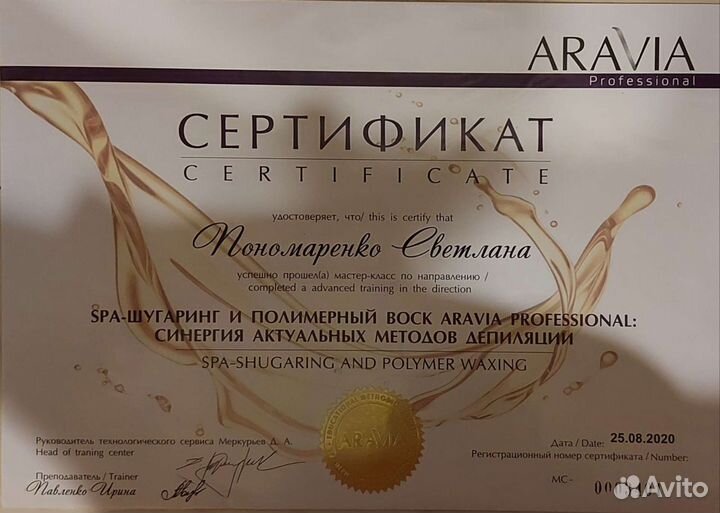 ARAVIA
Professional
СЕРТИФИКАТ
CERTIFICATE
удостоверяет, что/ this is certify that
Пономаренко Светлана
успешно прошел(а) мастер-класс по направлению /
completed a advanced training in the direction
SPA-ШУГАРИНГ И ПОЛИМЕРНЫЙ ВОСК ARAVIA PROFESSIONAL:
СИНЕРГИЯ АКТУАЛЬНЫХ МЕТОДОВ ДЕПИЛЯЦИИ
SPA-SHUGARING AND POLYMER WAXING
EDUCATIONAL
ARAVIA
Руководитель технологического сервиса Меркурьев Д. А.
Head of traning center
Преподаватель / Trainer
Павленко Ирина
Дата / Date: 25.08.2020
Регистрационный номер сертификата / Number:
МС-
Avito